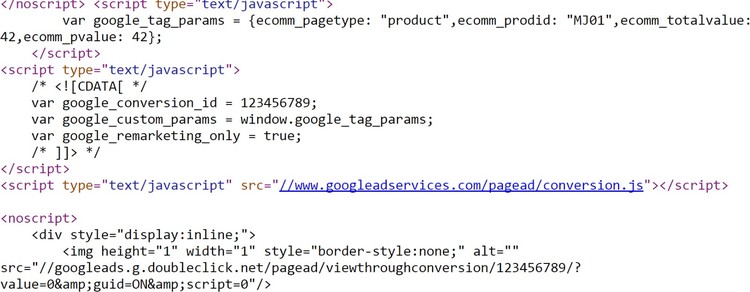 </noscript> <script type="text/javascript">
var google_tag_params = {ecomm_pagetype: "product",ecomm_prodid: "MJ01",ecomm_totalvalue:
42,ecomm_pvalue: 42};
</script>
<script type="text/javascript">
/* <![CDATA[ */
var google_conversion_id = 123456789;
var google_custom_params = window.google_tag_params;
var google_remarketing_only = true;
/* ]]> */
</script>
<script type="text/javascript" src="//www.googleadservices.com/pagead/conversion.js"></script>
<noscript>
<div style="display:inline;">
<img height="1" width="1" style="border-style:none;" alt=""
src="//googleads.g.doubleclick.net/pagead/viewthroughconversion/123456789/?
value=0&amp;guid=ON&amp;script=0"/>